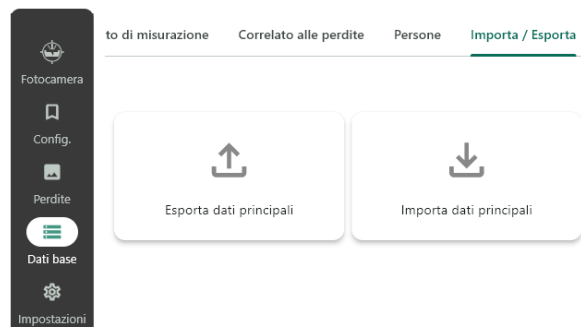 to di misurazione Correlato alle perdite Persone Importa / Esporta
Fotocamera
Config.
Perdite
Dati base
Impostazioni
Esporta dati principali Importa dati principali